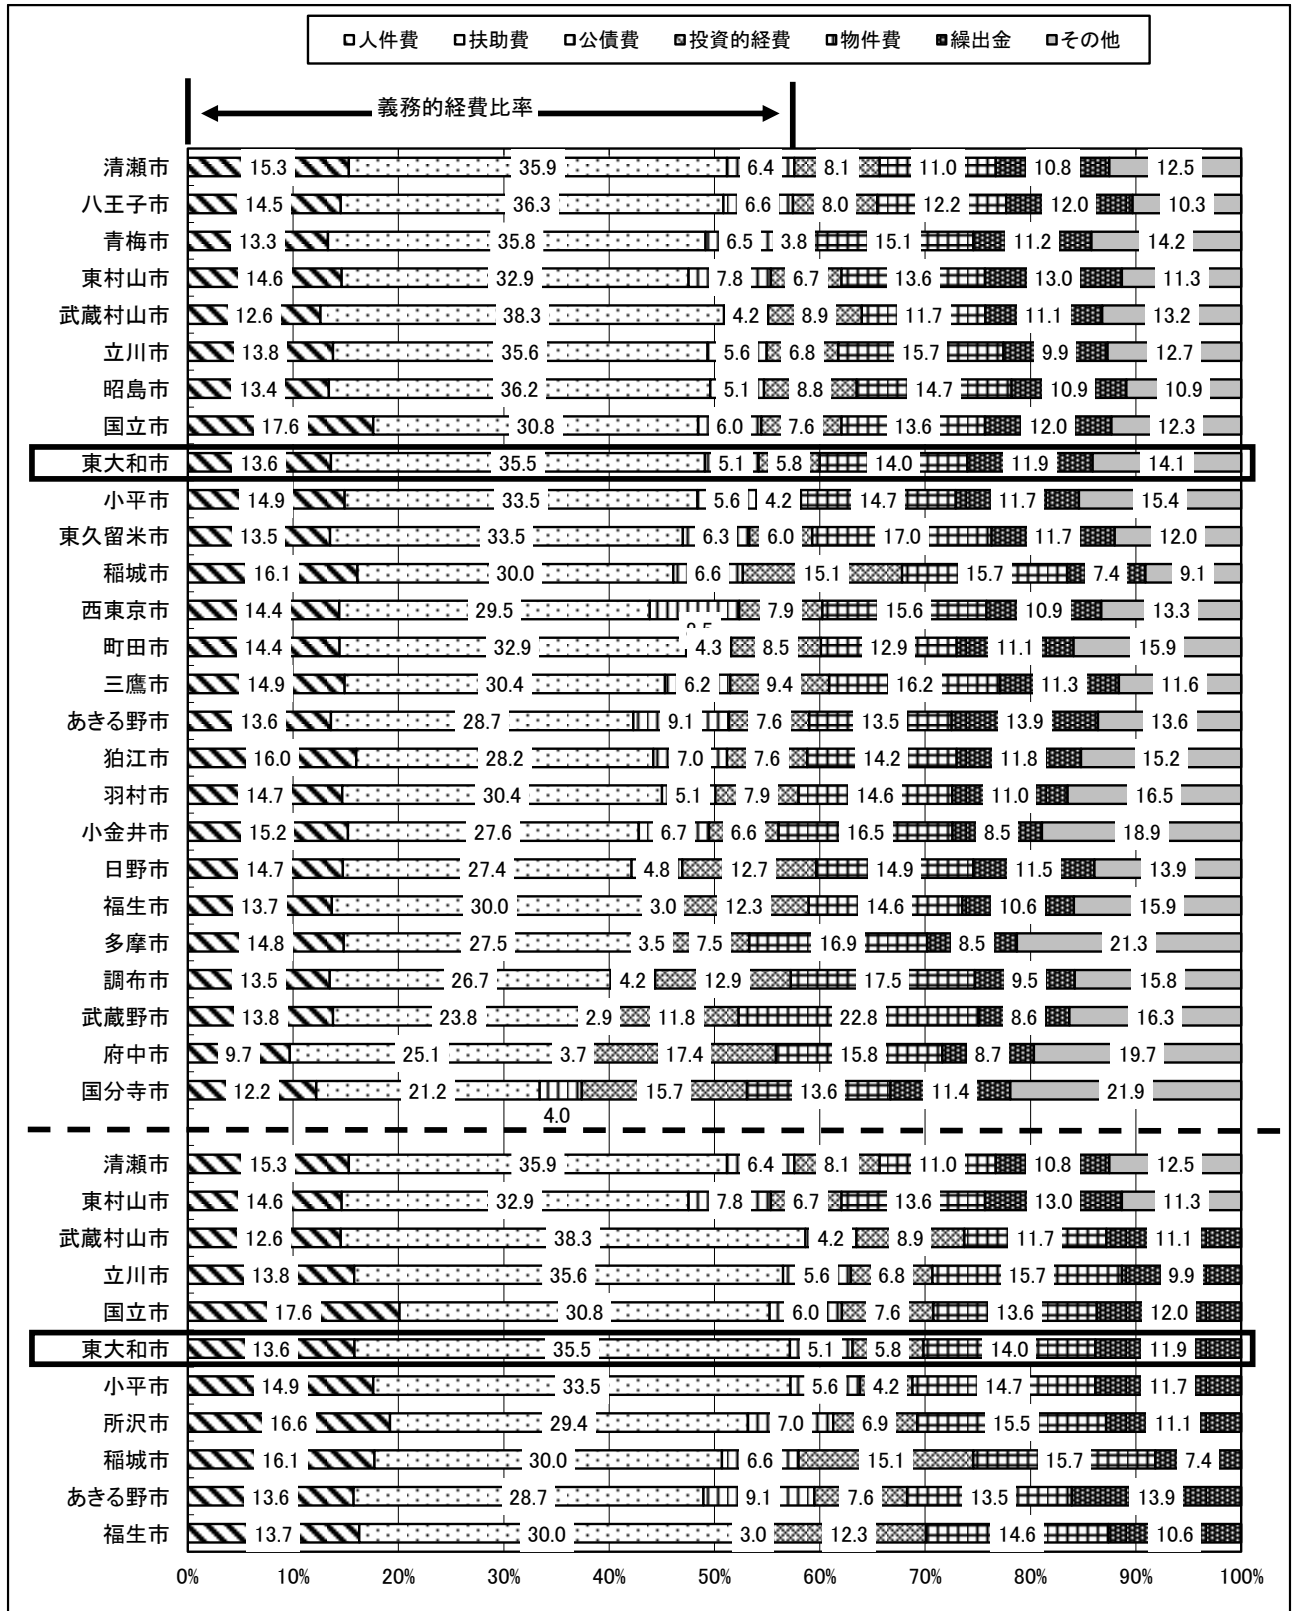 人件費 扶助費 公債費 投資的経費 物件費 繰出金 その他
義務的経費比率
清瀬市 15.3 35.9 6.4 8.1 11.0 10.8 12.5
八王子市 14.5 36.3 6.6 8.0 12.2 12.0 10.3
青梅市 13.3 35.8 6.5 3.8 15.1 11.2 14.2
東村山市 14.6 32.9 7.8 6.7 13.6 13.0 11.3
武蔵村山市 12.6 38.3 4.2 8.9 11.7 11.1 13.2
立川市 13.8 35.6 5.6 6.8 15.7 9.9 12.7
昭島市 13.4 36.2 5.1 8.8 14.7 10.9 10.9
国立市 17.6 30.8 6.0 7.6 13.6 12.0 12.3
東大和市 13.6 35.5 5.1 5.8 14.0 11.9 14.1
小平市 14.9 33.5 5.6 4.2 14.7 11.7 15.4
東久留米市 13.5 33.5 6.3 6.0 17.0 11.7 12.0
稲城市 16.1 30.0 6.6 15.1 15.7 7.4 9.1
西東京市 14.4 29.5 7.9 15.6 10.9 13.3
町田市 14.4 32.9 4.3 8.5 12.9 11.1 15.9
三鷹市 14.9 30.4 6.2 9.4 16.2 11.3 11.6
あきる野市 13.6 28.7 9.1 7.6 13.5 13.9 13.6
狛江市 16.0 28.2 7.0 7.6 14.2 11.8 15.2
羽村市 14.7 30.4 5.1 7.9 14.6 11.0 16.5
小金井市 15.2 27.6 6.7 6.6 16.5 8.5 18.9
日野市 14.7 27.4 4.8 12.7 14.9 11.5 13.9
福生市 13.7 30.0 3.0 12.3 14.6 10.6 15.9
多摩市 14.8 27.5 3.5 7.5 16.9 8.5 21.3
調布市 13.5 26.7 4.2 12.9 17.5 9.5 15.8
武蔵野市 13.8 23.8 2.9 11.8 22.8 8.6 16.3
府中市 9.7 25.1 3.7 17.4 15.8 8.7 19.7
国分寺市 12.2 21.2 15.7 13.6 11.4 21.9
4.0
清瀬市 15.3 35.9 6.4 8.1 11.0 10.8 12.5
東村山市 14.6 32.9 7.8 6.7 13.6 13.0 11.3
武蔵村山市 12.6 38.3 4.2 8.9 11.7 11.1
立川市 13.8 35.6 5.6 6.8 15.7 9.9
国立市 17.6 30.8 6.0 7.6 13.6 12.0
東大和市 13.6 35.5 5.1 5.8 14.0 11.9
小平市 14.9 33.5 5.6 4.2 14.7 11.7
所沢市 16.6 29.4 7.0 6.9 15.5 11.1
稲城市 16.1 30.0 6.6 15.1 15.7 7.4
あきる野市 13.6 28.7 9.1 7.6 13.5 13.9
福生市 13.7 30.0 3.0 12.3 14.6 10.6
0% 10% 20% 30% 40% 50% 60% 70% 80% 90% 100%